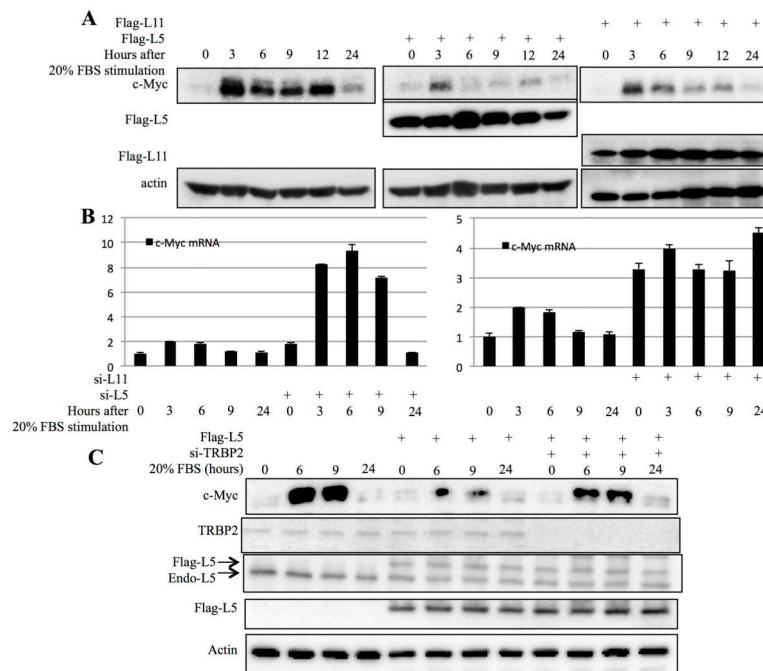 A
Flag-L11 + + + + + +
Flag-L5 + + + + + +
Hours after 0 3 6 9 12 24 0 3 6 9 12 24 0 3 6 9 12 24
20% FBS stimulation
c-Myc
Flag-L5
Flag-L11
actin
B
12 5
c-Myc mRNA c-Myc mRNA
10 4
8
6 3
4 2
2 1
0 0
si-L11 + + + + +
si-L5 + + + + +
Hours after 0 3 6 9 24 0 3 6 9 24 0 3 6 9 24 0 3 6 9 24
20% FBS stimulation
Flag-L5 + + + + + + + +
C si-TRBP2 + + + +
20% FBS (hours) 0 6 9 24 0 6 9 24 0 6 9 24
c-Myc
TRBP2
Flag-L5
Endo-L5
Flag-L5
Actin